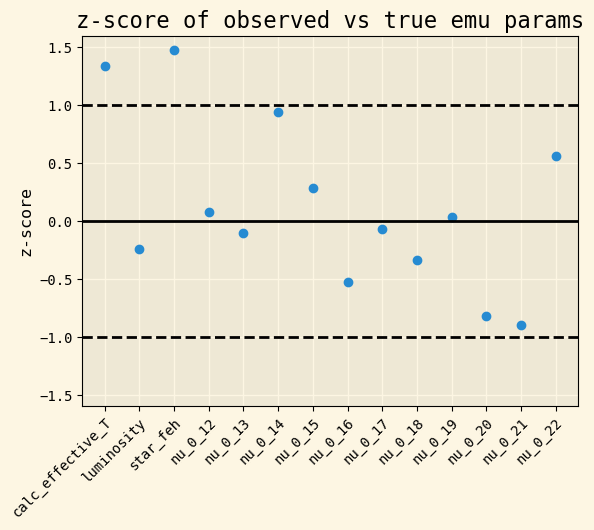 z-score of observed vs true emu params
z-score
1.5
1.0
0.5
0.0
−0.5
−1.0
−1.5
calc_effective_T
luminosity
star_feh
nu_0_12
nu_0_13
nu_0_14
nu_0_15
nu_0_16
nu_0_17
nu_0_18
nu_0_19
nu_0_20
nu_0_21
nu_0_22